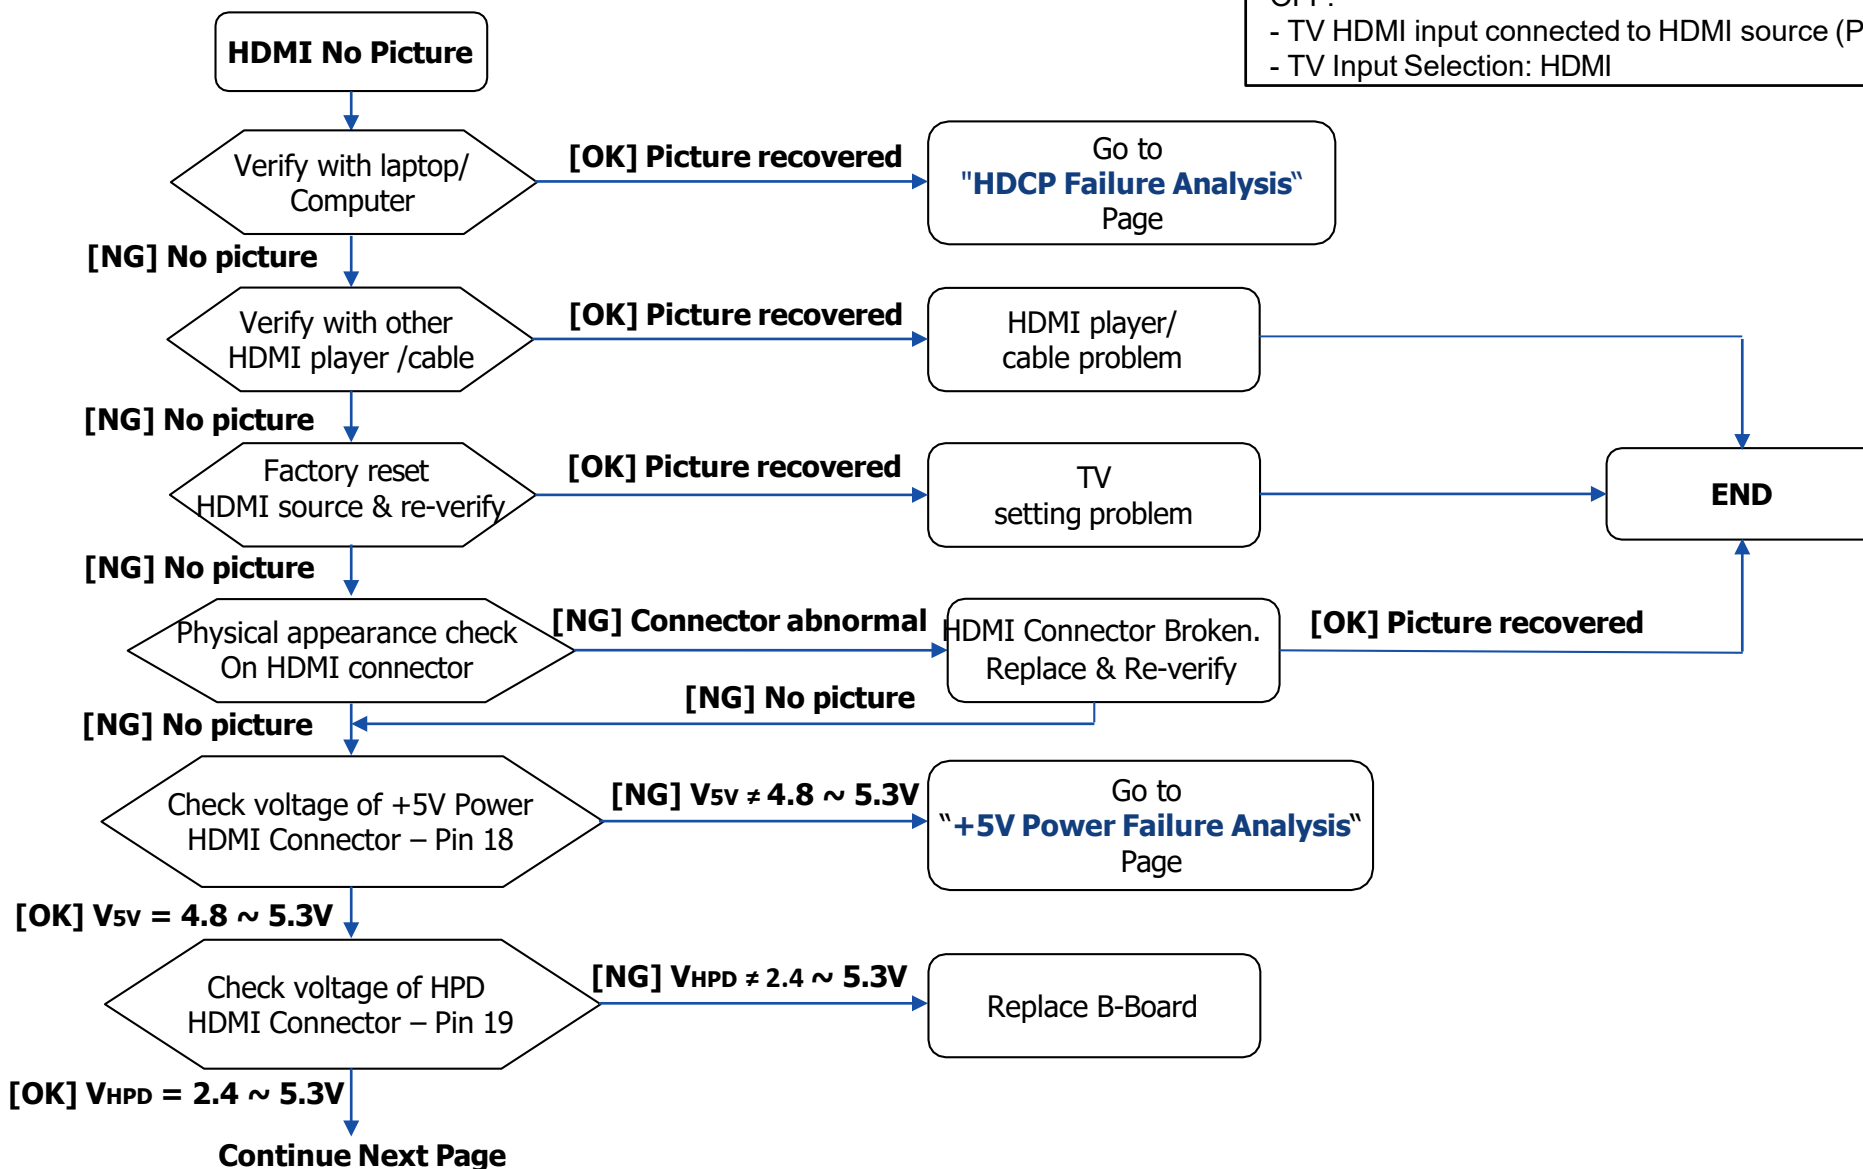 - TV HDMI input connected to HDMI source (P
- TV Input Selection: HDMI
HDMI No Picture
Verify with laptop/
Computer
[OK] Picture recovered
Go to
"HDCP Failure Analysis‟
Page
[NG] No picture
Verify with other
HDMI player /cable
[OK] Picture recovered
HDMI player/
cable problem
[NG] No picture
Factory reset
HDMI source & re-verify
[OK] Picture recovered
TV
setting problem
END
[NG] No picture
Physical appearance check
On HDMI connector
[NG] Connector abnormal
HDMI Connector Broken.
Replace & Re-verify
[OK] Picture recovered
[NG] No picture
[NG] No picture
Check voltage of +5V Power
HDMI Connector – Pin 18
[NG] V5V ≠ 4.8 ~ 5.3V
Go to
‟+5V Power Failure Analysis‟
Page
[OK] V5V = 4.8 ~ 5.3V
Check voltage of HPD
HDMI Connector – Pin 19
[NG] VHPD ≠ 2.4 ~ 5.3V
Replace B-Board
[OK] VHPD = 2.4 ~ 5.3V
Continue Next Page